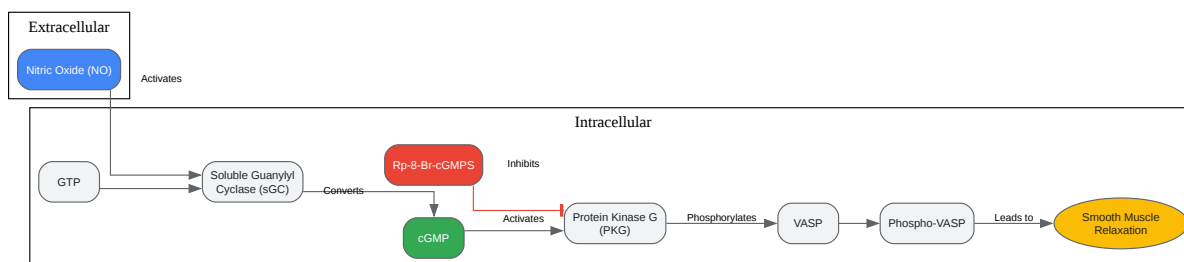 Extracellular
Nitric Oxide (NO)
Activates
Intracellular
GTP
Soluble Guanylyl
Cyclase (sGC)
Converts
Rp-8-Br-cGMPS
Inhibits
cGMP
Activates
Protein Kinase G
(PKG)
Phosphorylates
VASP
Phospho-VASP
Leads to
Smooth Muscle
Relaxation